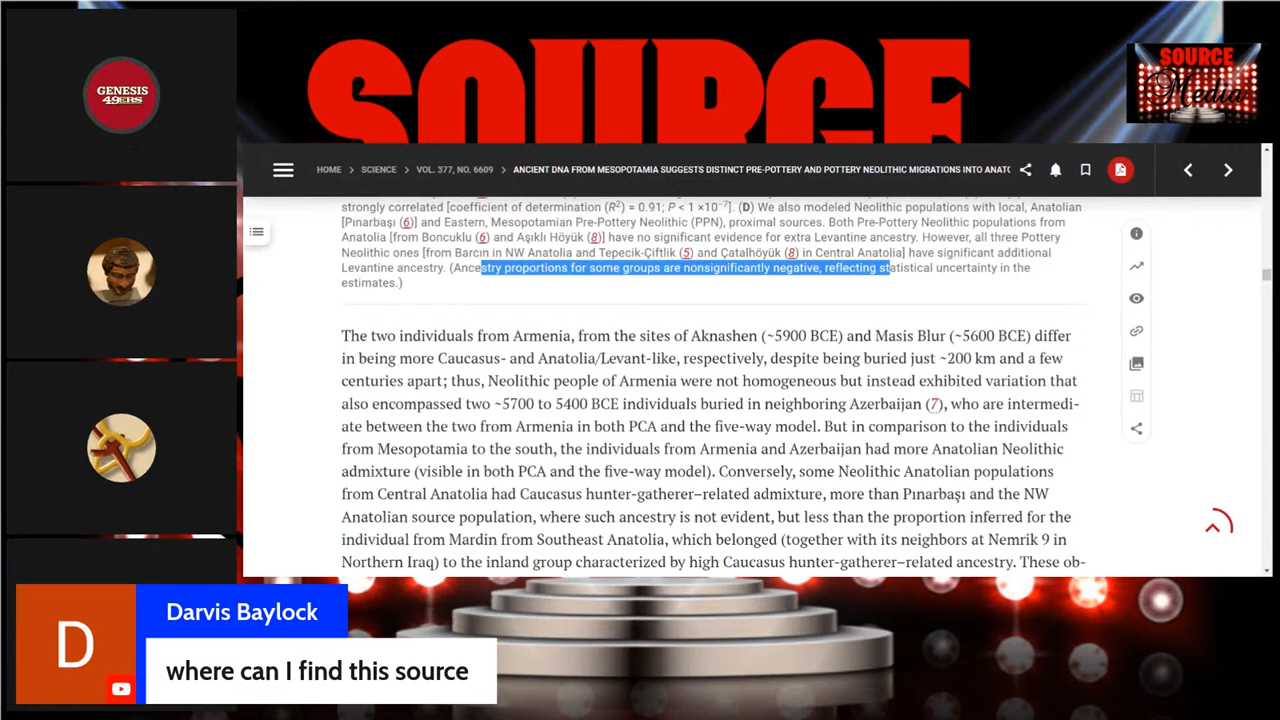 SOURCE
SOURCE
Media
GENESIS
49ERS
HOME > SCIENCE > VOL. 377, NO. 6609 > ANCIENT DNA FROM MESOPOTAMIA SUGGESTS DISTINCT PRE-POTTERY AND POTTERY NEOLITHIC MIGRATIONS INTO ANATO
strongly correlated [coefficient of determination (R²) = 0.91; P < 1 ×10⁻⁷]. (D) We also modeled Neolithic populations with local, Anatolian
[Pınarbaşı (6)] and Eastern, Mesopotamian Pre-Pottery Neolithic (PPN), proximal sources. Both Pre-Pottery Neolithic populations from
Anatolia [from Boncuklu (6) and Aşıklı Höyük (8)] have no significant evidence for extra Levantine ancestry. However, all three Pottery
Neolithic ones [from Barcın in NW Anatolia and Tepecik-Çiftlik (5) and Çatalhöyük (8) in Central Anatolia] have significant additional
Levantine ancestry. (Ancestry proportions for some groups are nonsignificantly negative, reflecting statistical uncertainty in the
estimates.)
The two individuals from Armenia, from the sites of Aknashen (~5900 BCE) and Masis Blur (~5600 BCE) differ
in being more Caucasus- and Anatolia/Levant-like, respectively, despite being buried just ~200 km and a few
centuries apart; thus, Neolithic people of Armenia were not homogeneous but instead exhibited variation that
also encompassed two ~5700 to 5400 BCE individuals buried in neighboring Azerbaijan (7), who are intermedi-
ate between the two from Armenia in both PCA and the five-way model. But in comparison to the individuals
from Mesopotamia to the south, the individuals from Armenia and Azerbaijan had more Anatolian Neolithic
admixture (visible in both PCA and the five-way model). Conversely, some Neolithic Anatolian populations
from Central Anatolia had Caucasus hunter-gatherer–related admixture, more than Pınarbaşı and the NW
Anatolian source population, where such ancestry is not evident, but less than the proportion inferred for the
individual from Mardin from Southeast Anatolia, which belonged (together with its neighbors at Nemrik 9 in
Northern Iraq) to the inland group characterized by high Caucasus hunter-gatherer–related ancestry. These ob-
D
Darvis Baylock
where can I find this source